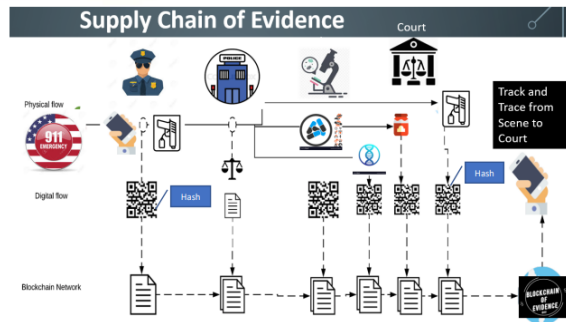 Supply Chain of Evidence
Court
POLICE
Physical flow
911
EMERGENCY
Track and
Trace from
Scene to
Court
Digital flow
Hash
Hash
Blockchain Network
BLOCKCHAIN
OF
EVIDENCE